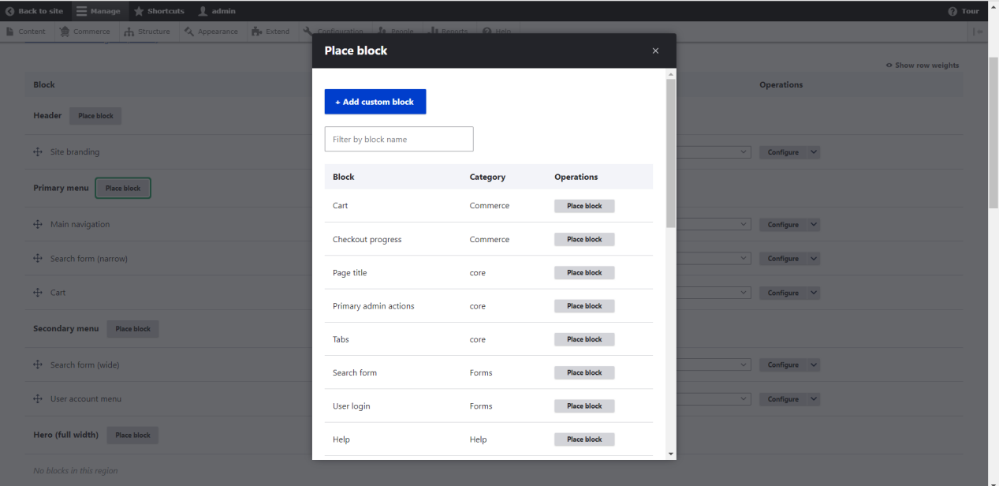 Back to site Manage Shortcuts admin Tour
Content Commerce Structure Appearance Extend Configuration People Reports Help
Place block
Show row weights
+ Add custom block
Block Operations
Header Place block
Filter by block name
Site branding Configure
Block Category Operations
Primary menu Place block
Cart Commerce Place block
Main navigation Configure
Checkout progress Commerce Place block
Search form (narrow) Configure
Page title core Place block
Cart Configure
Primary admin actions core Place block
Secondary menu Place block
Tabs core Place block
Search form (wide) Configure
Search form Forms Place block
User account menu Configure
User login Forms Place block
Hero (full width) Place block
Help Help Place block
No blocks in this region